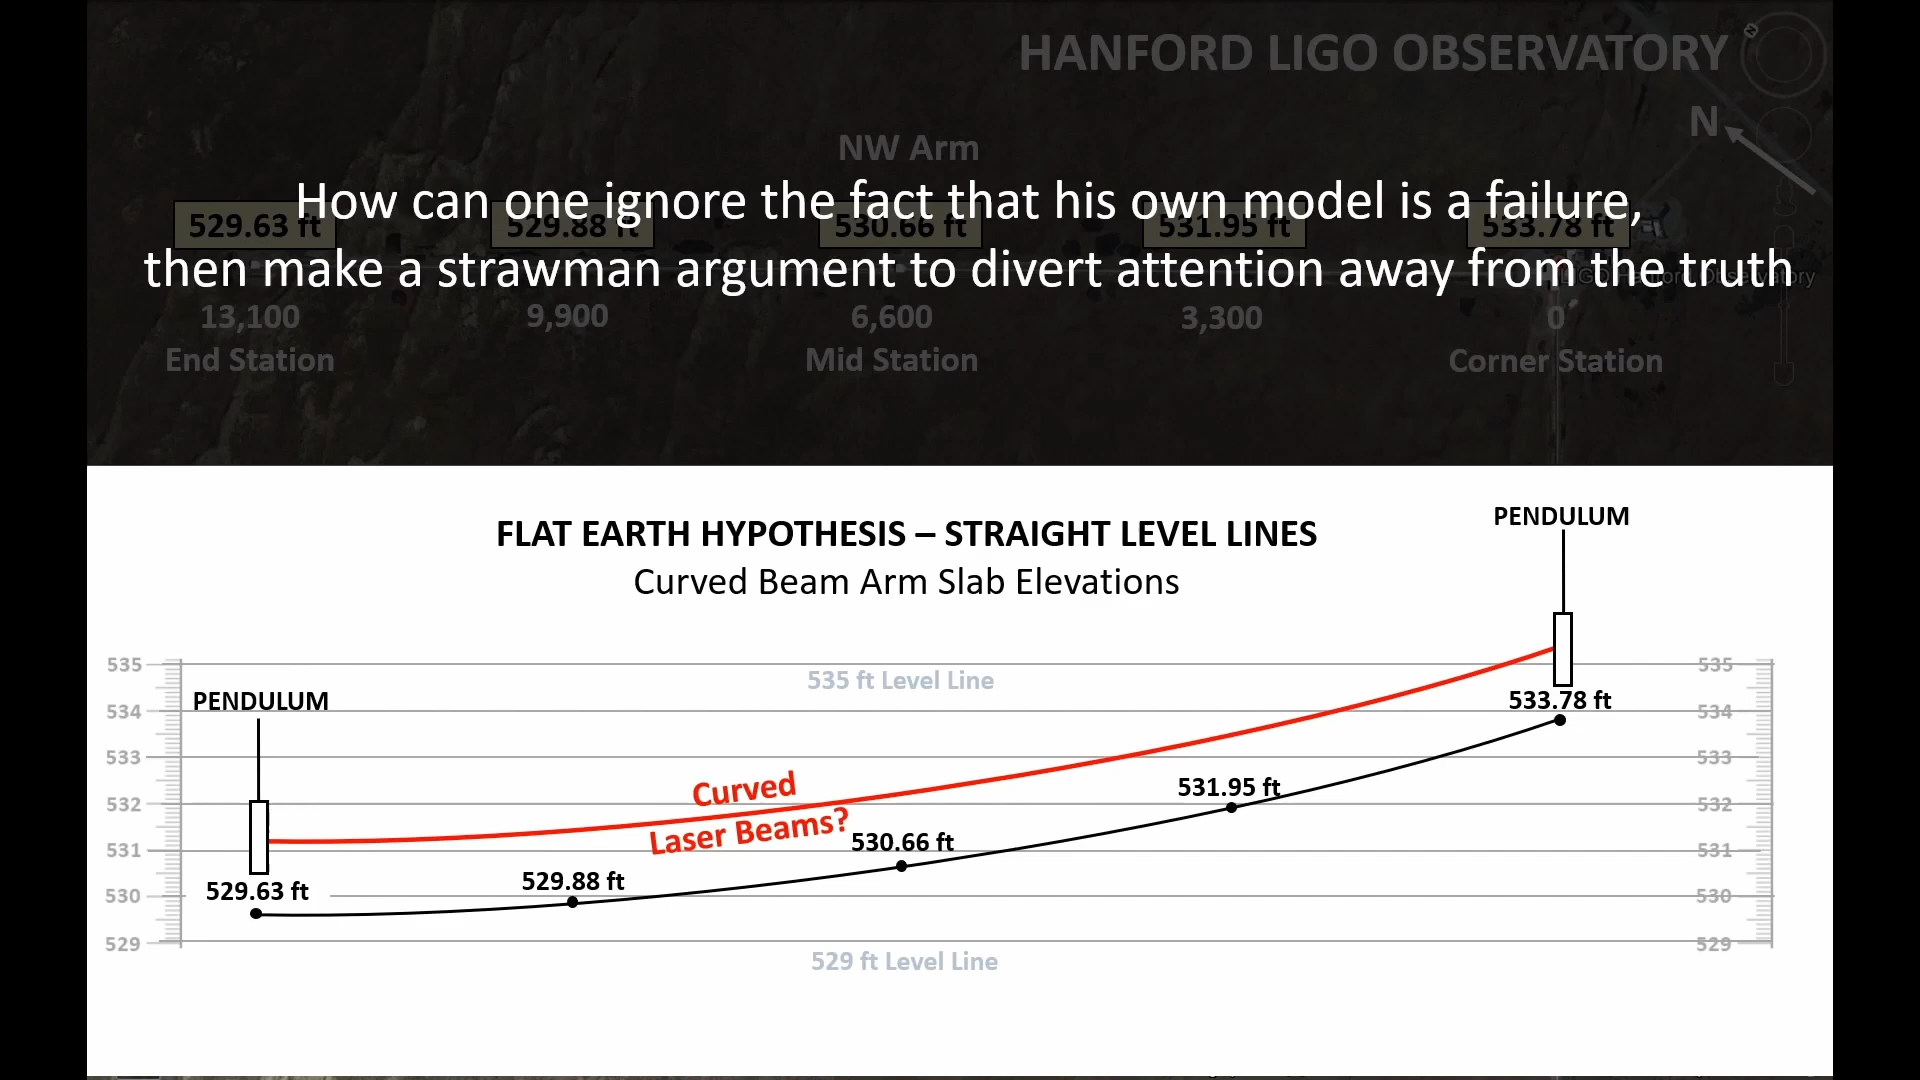 HANFORD LIGO OBSERVATORY
N
NW Arm
How can one ignore the fact that his own model is a failure,
529.63 ft 529.88 ft 530.66 ft 531.95 ft 533.78 ft
then make a strawman argument to divert attention away from the truth
LIGO Hanford Observatory
13,100 9,900 6,600 3,300 0
End Station Mid Station Corner Station
PENDULUM
FLAT EARTH HYPOTHESIS – STRAIGHT LEVEL LINES
Curved Beam Arm Slab Elevations
535 535
535 ft Level Line
PENDULUM
533.78 ft
534 534
533 533
Curved
531.95 ft
532 532
Laser Beams?
530.66 ft
531 531
529.88 ft
529.63 ft
530 530
529 529
529 ft Level Line